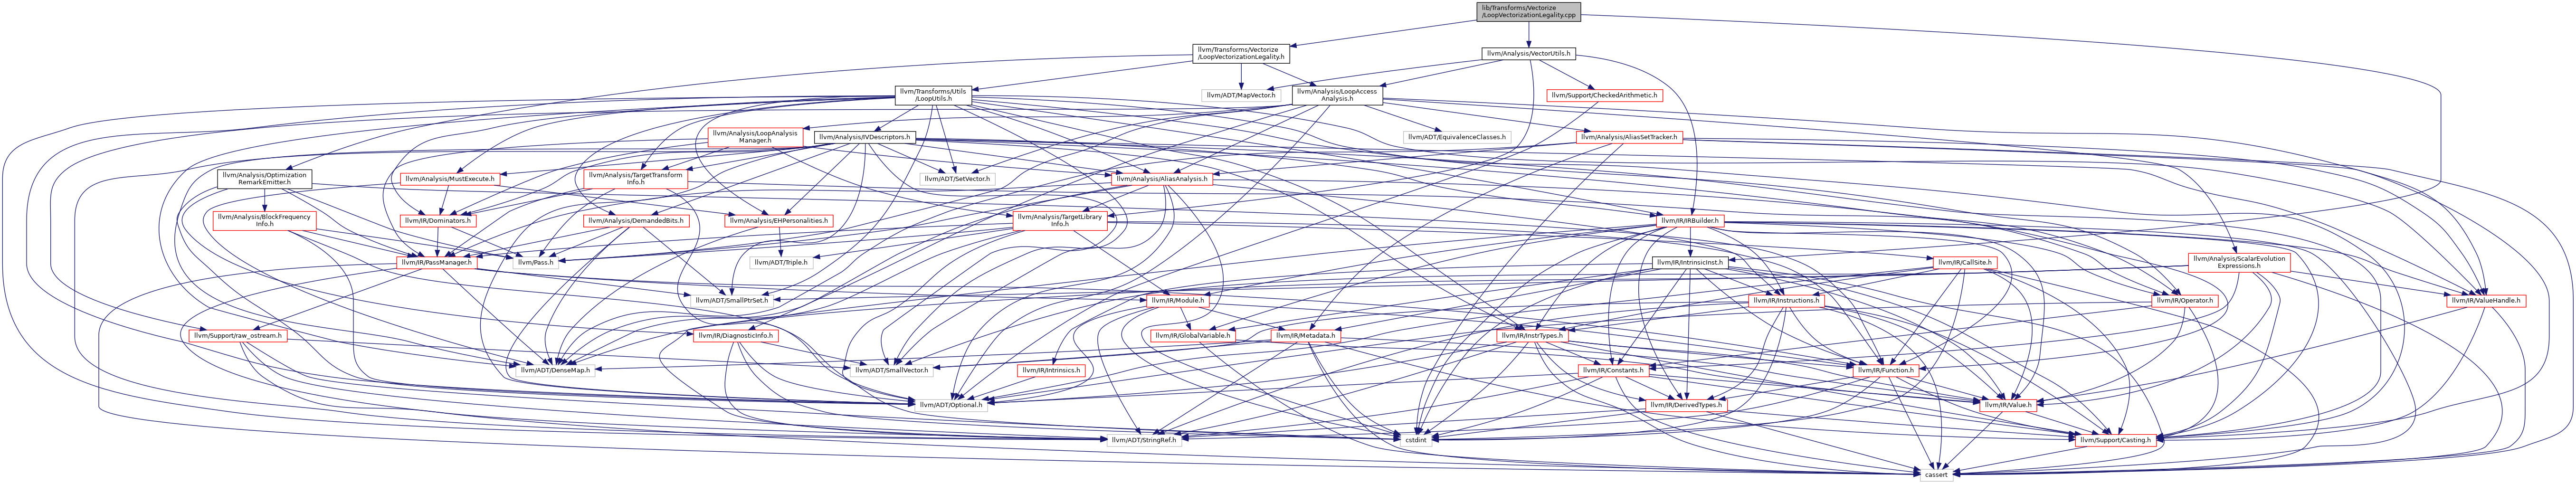 lib/Transforms/Vectorize
/LoopVectorizationLegality.cpp
llvm/Transforms/Vectorize
/LoopVectorizationLegality.h
llvm/Analysis/VectorUtils.h
llvm/Transforms/Utils
/LoopUtils.h
llvm/ADT/MapVector.h
llvm/Analysis/LoopAccess
Analysis.h
llvm/Support/CheckedArithmetic.h
llvm/Analysis/LoopAnalysis
Manager.h
llvm/Analysis/IVDescriptors.h
llvm/ADT/EquivalenceClasses.h
llvm/Analysis/AliasSetTracker.h
llvm/Analysis/Optimization
RemarkEmitter.h
llvm/Analysis/MustExecute.h
llvm/Analysis/TargetTransform
Info.h
llvm/ADT/SetVector.h
llvm/Analysis/AliasAnalysis.h
llvm/Analysis/BlockFrequency
Info.h
llvm/IR/Dominators.h
llvm/Analysis/DemandedBits.h
llvm/Analysis/EHPersonalities.h
llvm/Analysis/TargetLibrary
Info.h
llvm/IR/IRBuilder.h
llvm/IR/PassManager.h
llvm/Pass.h
llvm/ADT/Triple.h
llvm/IR/IntrinsicInst.h
llvm/IR/CallSite.h
llvm/Analysis/ScalarEvolution
Expressions.h
llvm/ADT/SmallPtrSet.h
llvm/IR/Module.h
llvm/IR/Instructions.h
llvm/IR/Operator.h
llvm/IR/ValueHandle.h
llvm/Support/raw_ostream.h
llvm/IR/DiagnosticInfo.h
llvm/IR/GlobalVariable.h
llvm/IR/Metadata.h
llvm/IR/InstrTypes.h
llvm/ADT/DenseMap.h
llvm/ADT/SmallVector.h
llvm/IR/Intrinsics.h
llvm/IR/Constants.h
llvm/IR/Function.h
llvm/ADT/Optional.h
llvm/IR/DerivedTypes.h
llvm/IR/Value.h
llvm/ADT/StringRef.h
cstdint
llvm/Support/Casting.h
cassert